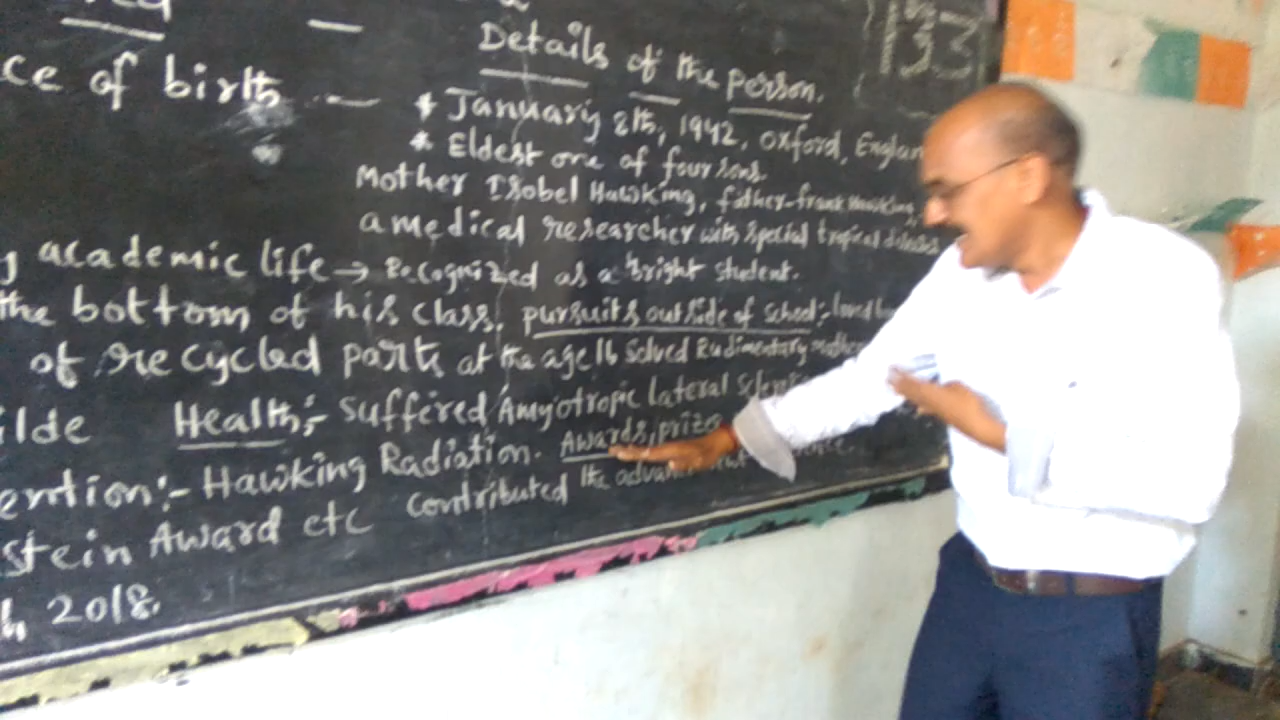 Details of the person.
ce of birth - * January 8th, 1942, Oxford, Englan
* Eldest one of four sons.
Mother Isobel Hawking, father-frank Hawking,
a medical researcher with special tropical diseases
y academic life → Recognized as a bright student.
the bottom of his class, pursuits outside of school:- loved
of recycled parts at the age 16 solved Rudimentary
ilde Health:- Suffered Amyotropic lateral
ention:- Hawking Radiation. Awards, prize
stein Award etc contributed the
, 2018.